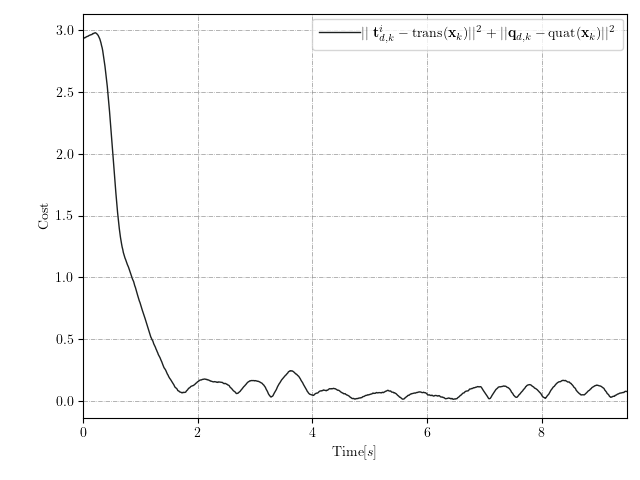 || t^i_{d,k} − trans(x_k)||² + ||q_{d,k} − quat(x_k)||²
3.0
2.5
2.0
1.5
1.0
0.5
0.0
Cost
0 2 4 6 8
Time[s]